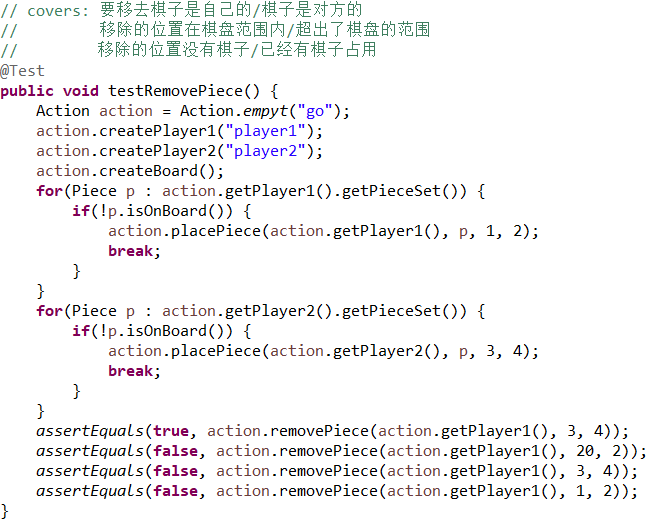 // covers: 要移去棋子是自己的/棋子是对方的
//         移除的位置在棋盘范围内/超出了棋盘的范围
//         移除的位置没有棋子/已经有棋子占用
@Test
public void testRemovePiece() {
    Action action = Action.empyt("go");
    action.createPlayer1("player1");
    action.createPlayer2("player2");
    action.createBoard();
    for(Piece p : action.getPlayer1().getPieceSet()) {
        if(!p.isOnBoard()) {
            action.placePiece(action.getPlayer1(), p, 1, 2);
            break;
        }
    }
    for(Piece p : action.getPlayer2().getPieceSet()) {
        if(!p.isOnBoard()) {
            action.placePiece(action.getPlayer2(), p, 3, 4);
            break;
        }
    }
    assertEquals(true, action.removePiece(action.getPlayer1(), 3, 4));
    assertEquals(false, action.removePiece(action.getPlayer1(), 20, 2));
    assertEquals(false, action.removePiece(action.getPlayer1(), 3, 4));
    assertEquals(false, action.removePiece(action.getPlayer1(), 1, 2));
}